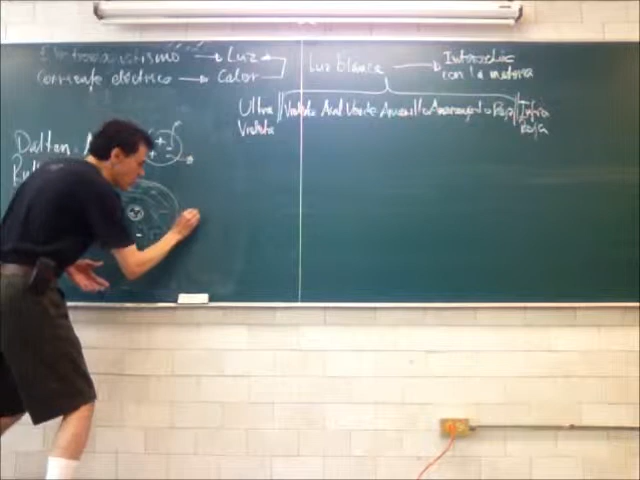 Electromagnetismo → Luz
Corriente eléctrica → Calor
Luz blanca → Interacción
con la materia
Ultra
Violeta
Violeta Azul Verde Amarillo Anaranjado Rojo
Infra
roja
Dalton